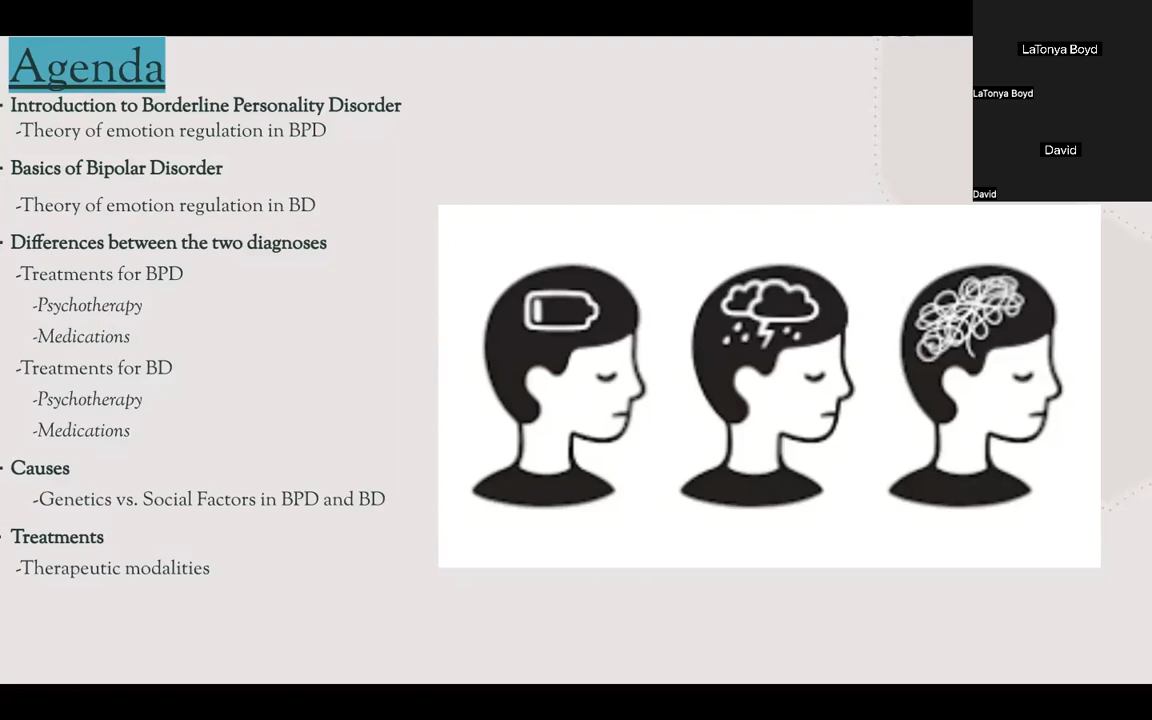 Agenda
· Introduction to Borderline Personality Disorder
-Theory of emotion regulation in BPD
· Basics of Bipolar Disorder
-Theory of emotion regulation in BD
· Differences between the two diagnoses
-Treatments for BPD
-Psychotherapy
-Medications
-Treatments for BD
-Psychotherapy
-Medications
· Causes
-Genetics vs. Social Factors in BPD and BD
· Treatments
-Therapeutic modalities
LaTonya Boyd
LaTonya Boyd
David
David